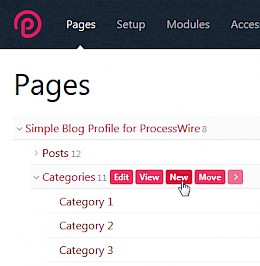 Pages Setup Modules Acces
Pages
Simple Blog Profile for ProcessWire 8
Posts 12
Categories 11 Edit View New Move >
Category 1
Category 2
Category 3